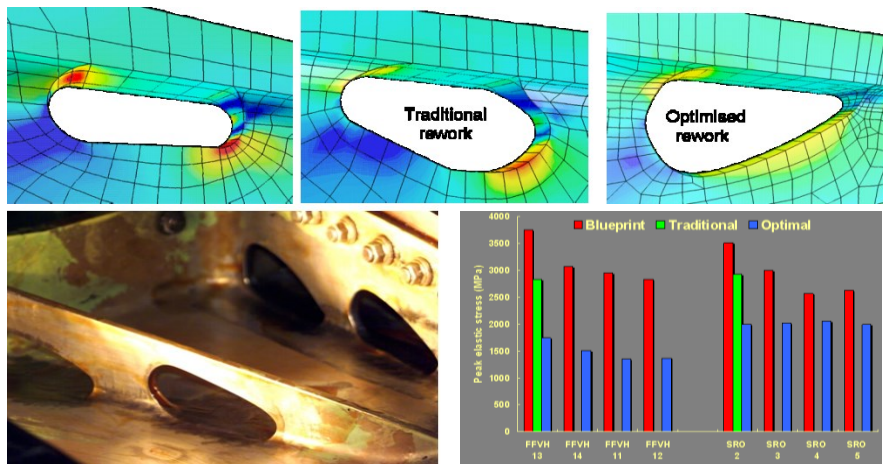 Traditional
rework
Optimised
rework
Blueprint Traditional Optimal
Peak elastic stress (MPa)
4000
3500
3000
2500
2000
1500
1000
500
0
FFVH FFVH FFVH FFVH SRO SRO SRO SRO
13 14 11 12 2 3 4 5